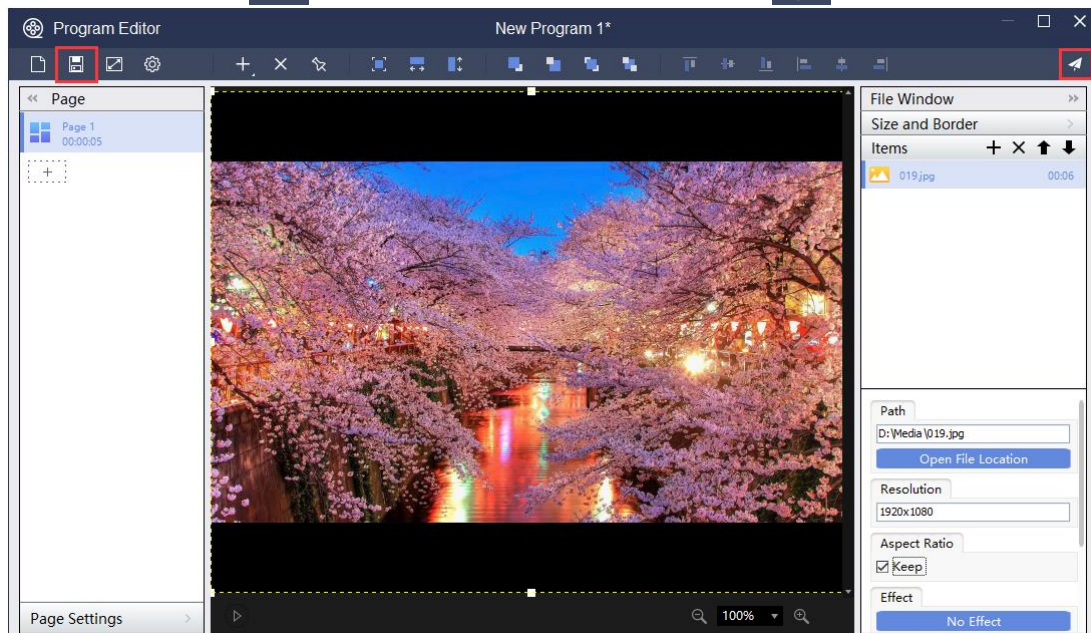 Program Editor
New Program 1*
Page
Page 1
00:00:05
Page Settings
100%
File Window
Size and Border
Items
019.jpg 00:06
Path
D:\Media\019.jpg
Open File Location
Resolution
1920x1080
Aspect Ratio
Keep
Effect
No Effect